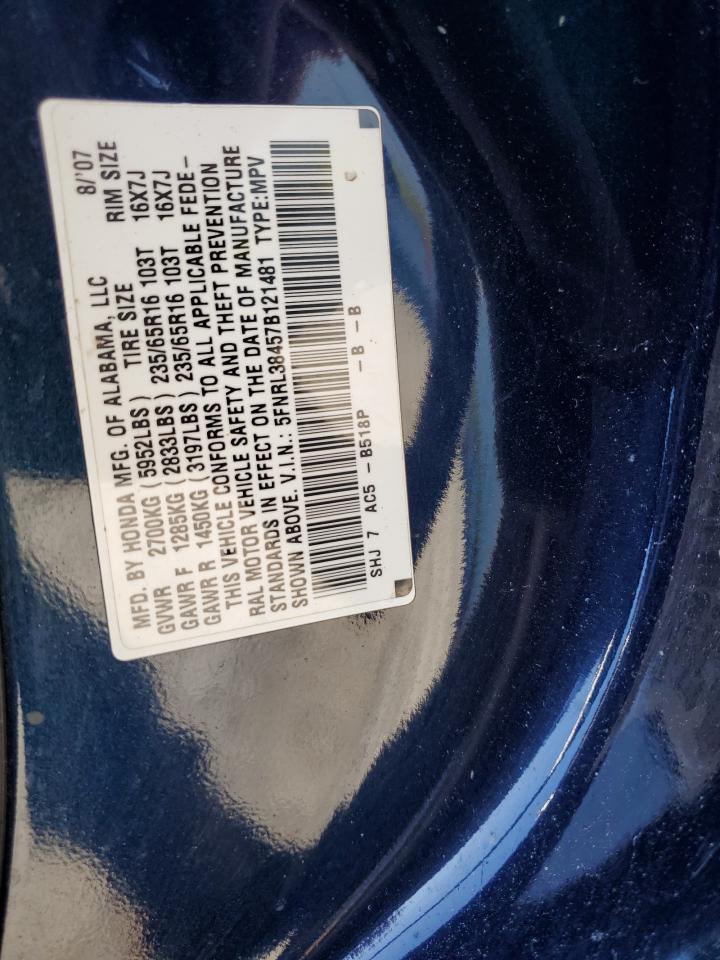 MFD. BY HONDA MFG. OF ALABAMA, LLC 8/'07
GVWR 2700KG (5952LBS) TIRE SIZE RIM SIZE
GAWR F 1285KG (2833LBS) 235/65R16 103T 16X7J
GAWR R 1450KG (3197LBS) 235/65R16 103T 16X7J
THIS VEHICLE CONFORMS TO ALL APPLICABLE FEDE-
RAL MOTOR VEHICLE SAFETY AND THEFT PREVENTION
STANDARDS IN EFFECT ON THE DATE OF MANUFACTURE
SHOWN ABOVE. V.I.N.: 5FNRL38457B121481 TYPE:MPV
SHJ 7 AC5 -B518P -B -B